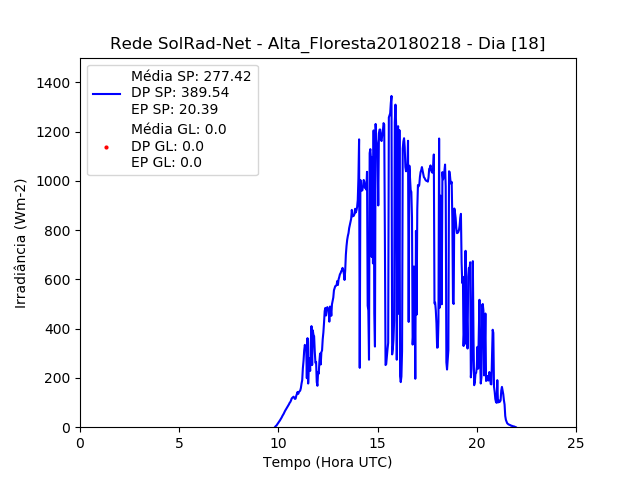 Rede SolRad-Net - Alta_Floresta20180218 - Dia [18]
Média SP: 277.42
DP SP: 389.54
EP SP: 20.39
Média GL: 0.0
DP GL: 0.0
EP GL: 0.0
Irradiância (Wm-2)
1400
1200
1000
800
600
400
200
0
0 5 10 15 20 25
Tempo (Hora UTC)